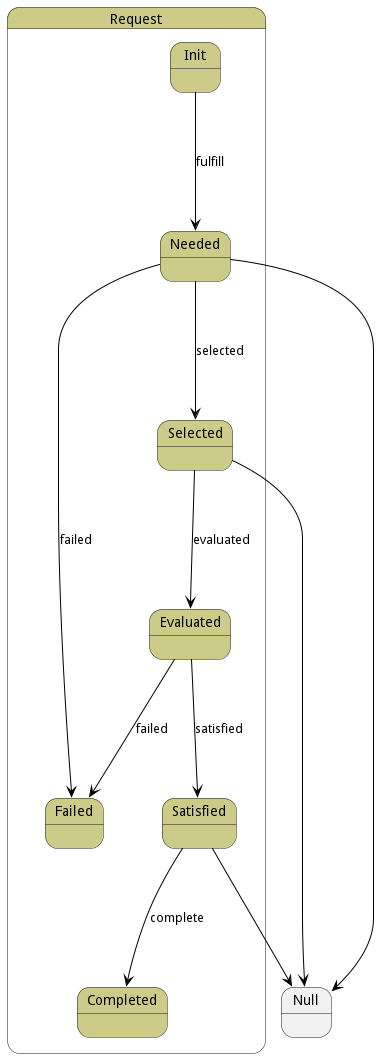 Request
Init
fulfill
Needed
selected
Selected
failed
evaluated
Evaluated
failed
satisfied
Failed
Satisfied
complete
Completed
Null